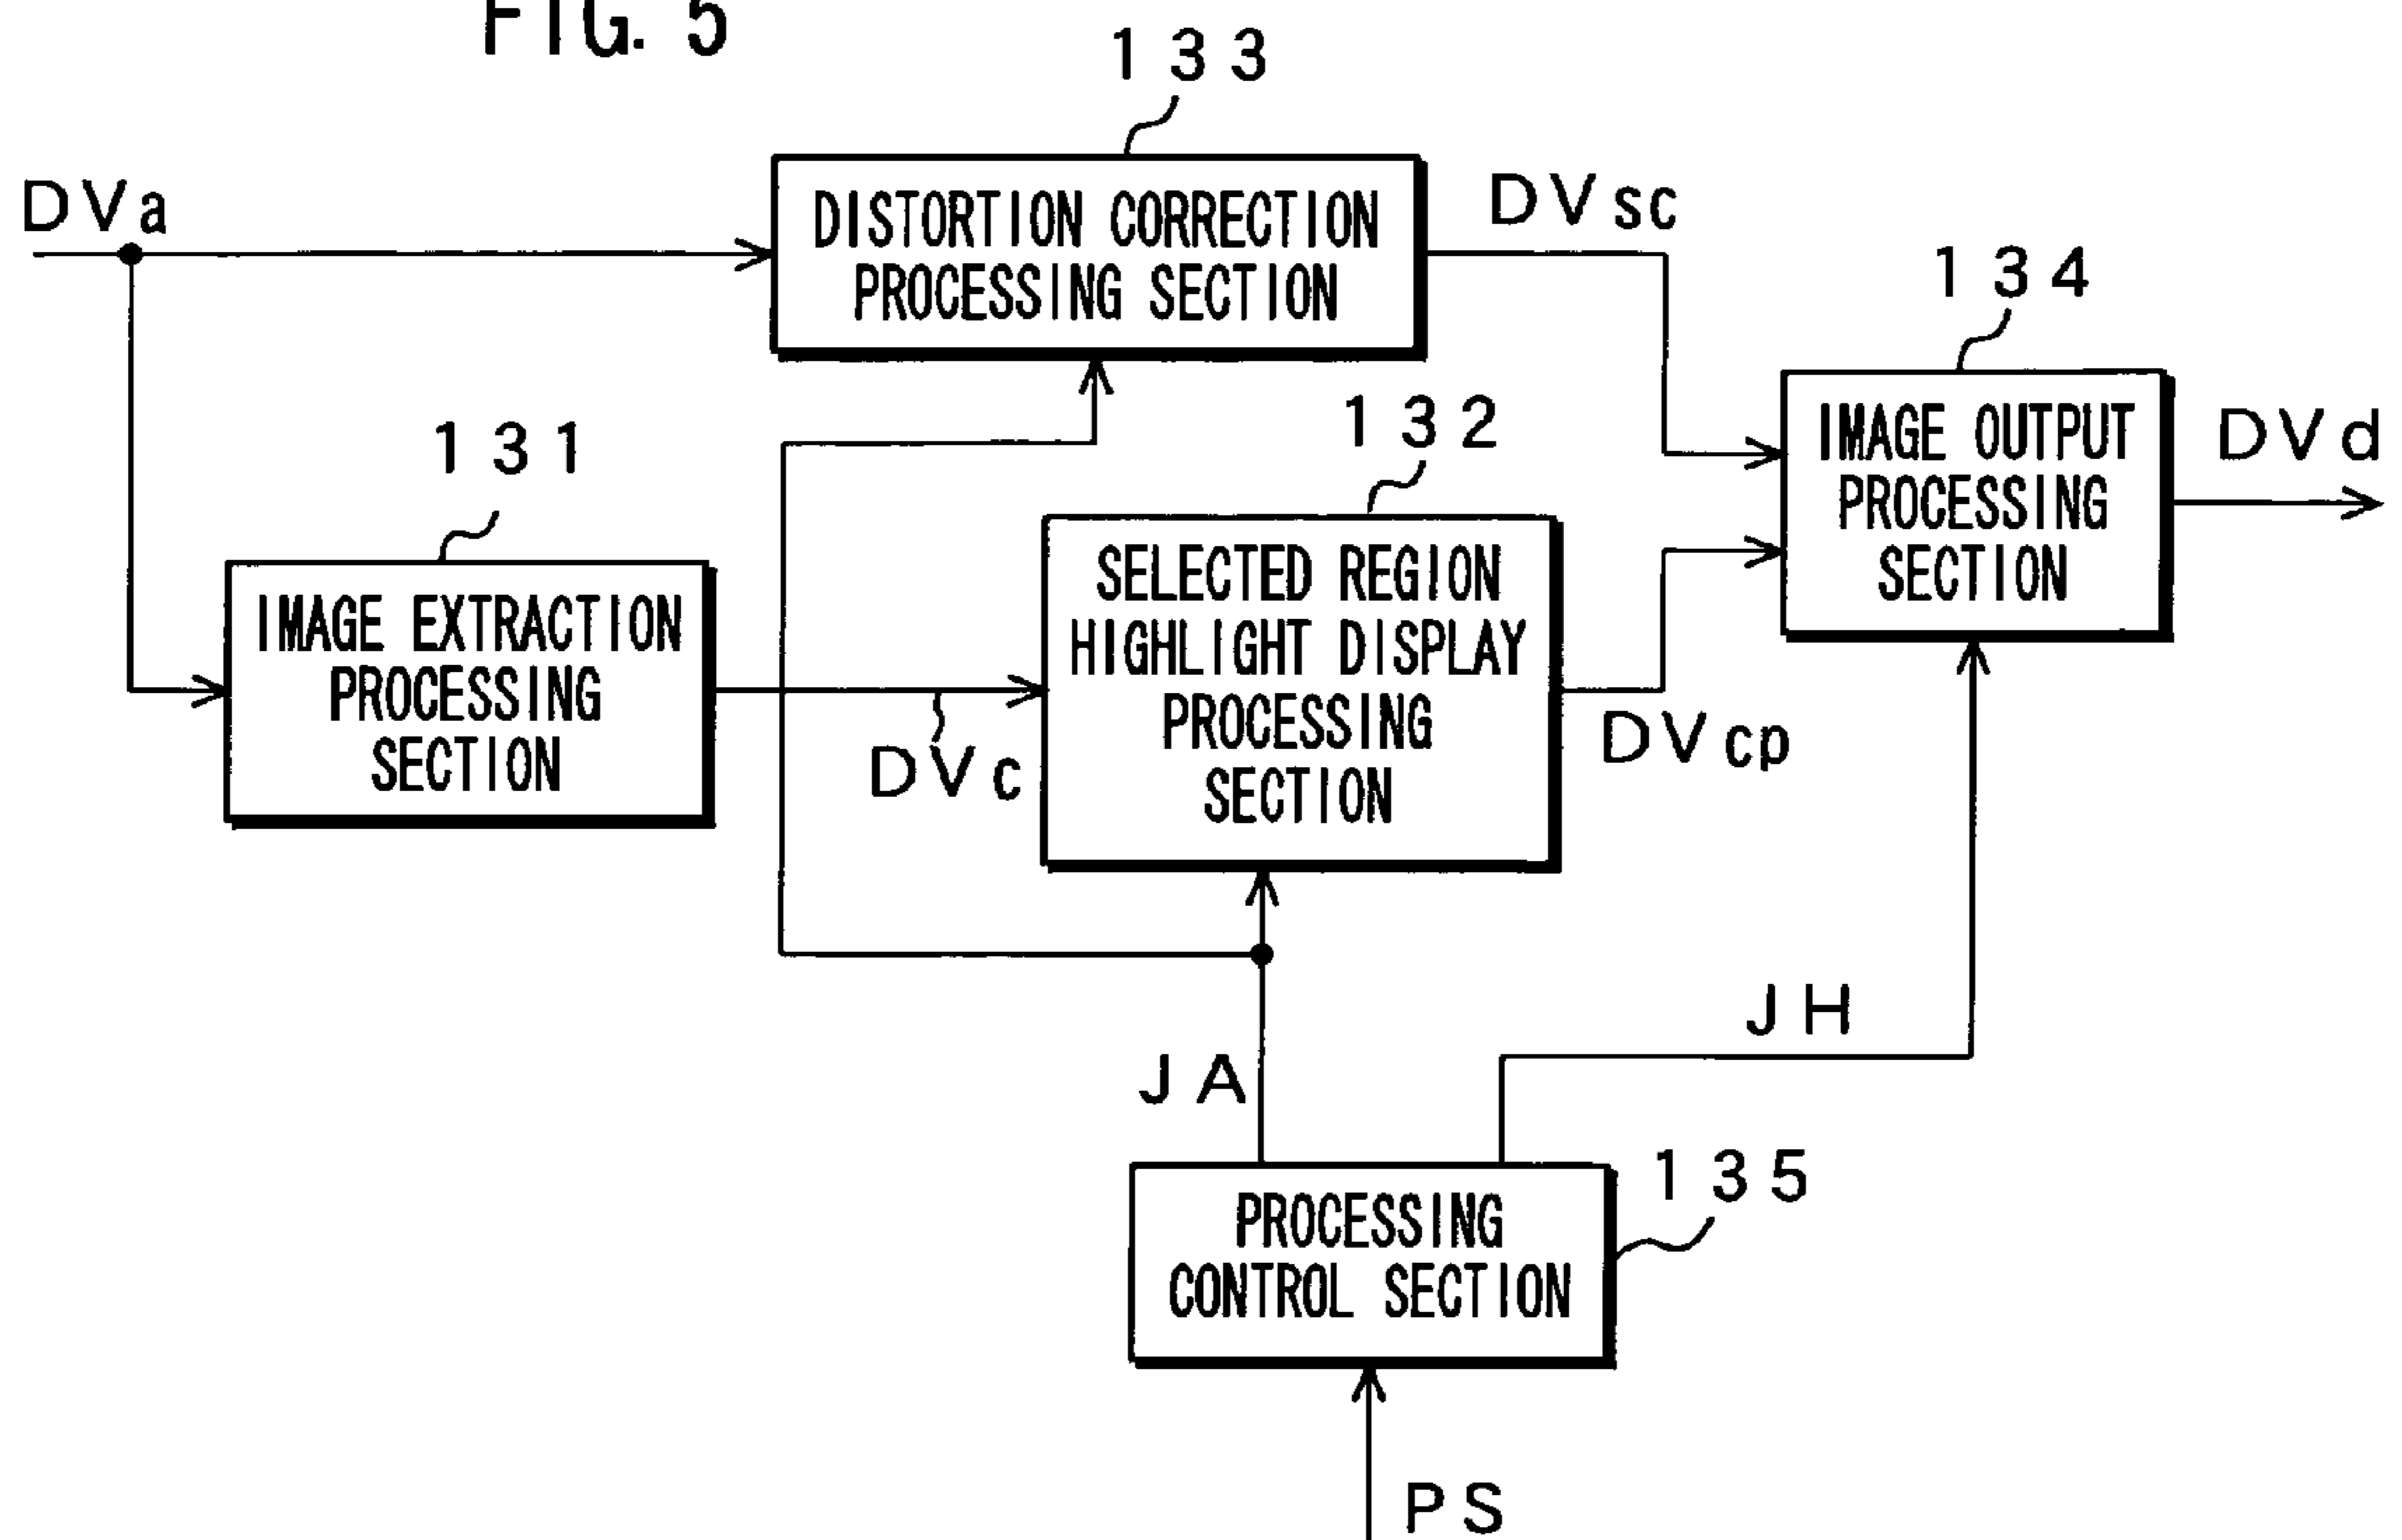 FIG. 5
133
DVa
DISTORTION CORRECTION
PROCESSING SECTION
DVsc
134
131
132
IMAGE OUTPUT
PROCESSING
SECTION
DVd
IMAGE EXTRACTION
PROCESSING
SECTION
SELECTED REGION
HIGHLIGHT DISPLAY
PROCESSING
SECTION
DVc
DVcp
JA
JH
135
PROCESSING
CONTROL SECTION
PS